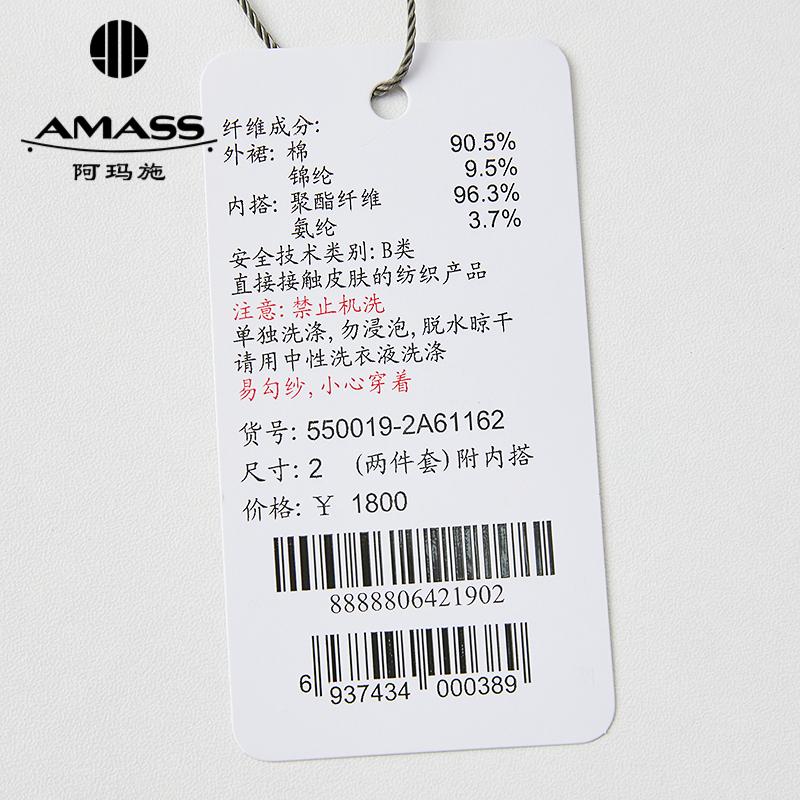 AMASS
阿玛施
纤维成分:
外裙: 棉 90.5%
锦纶 9.5%
内搭: 聚酯纤维 96.3%
氨纶 3.7%
安全技术类别: B类
直接接触皮肤的纺织产品
注意: 禁止机洗
单独洗涤, 勿浸泡, 脱水晾干
请用中性洗衣液洗涤
易勾纱, 小心穿着
货号: 550019-2A61162
尺寸: 2 (两件套) 附内搭
价格: ¥ 1800
8888806421902
6 937434 000389